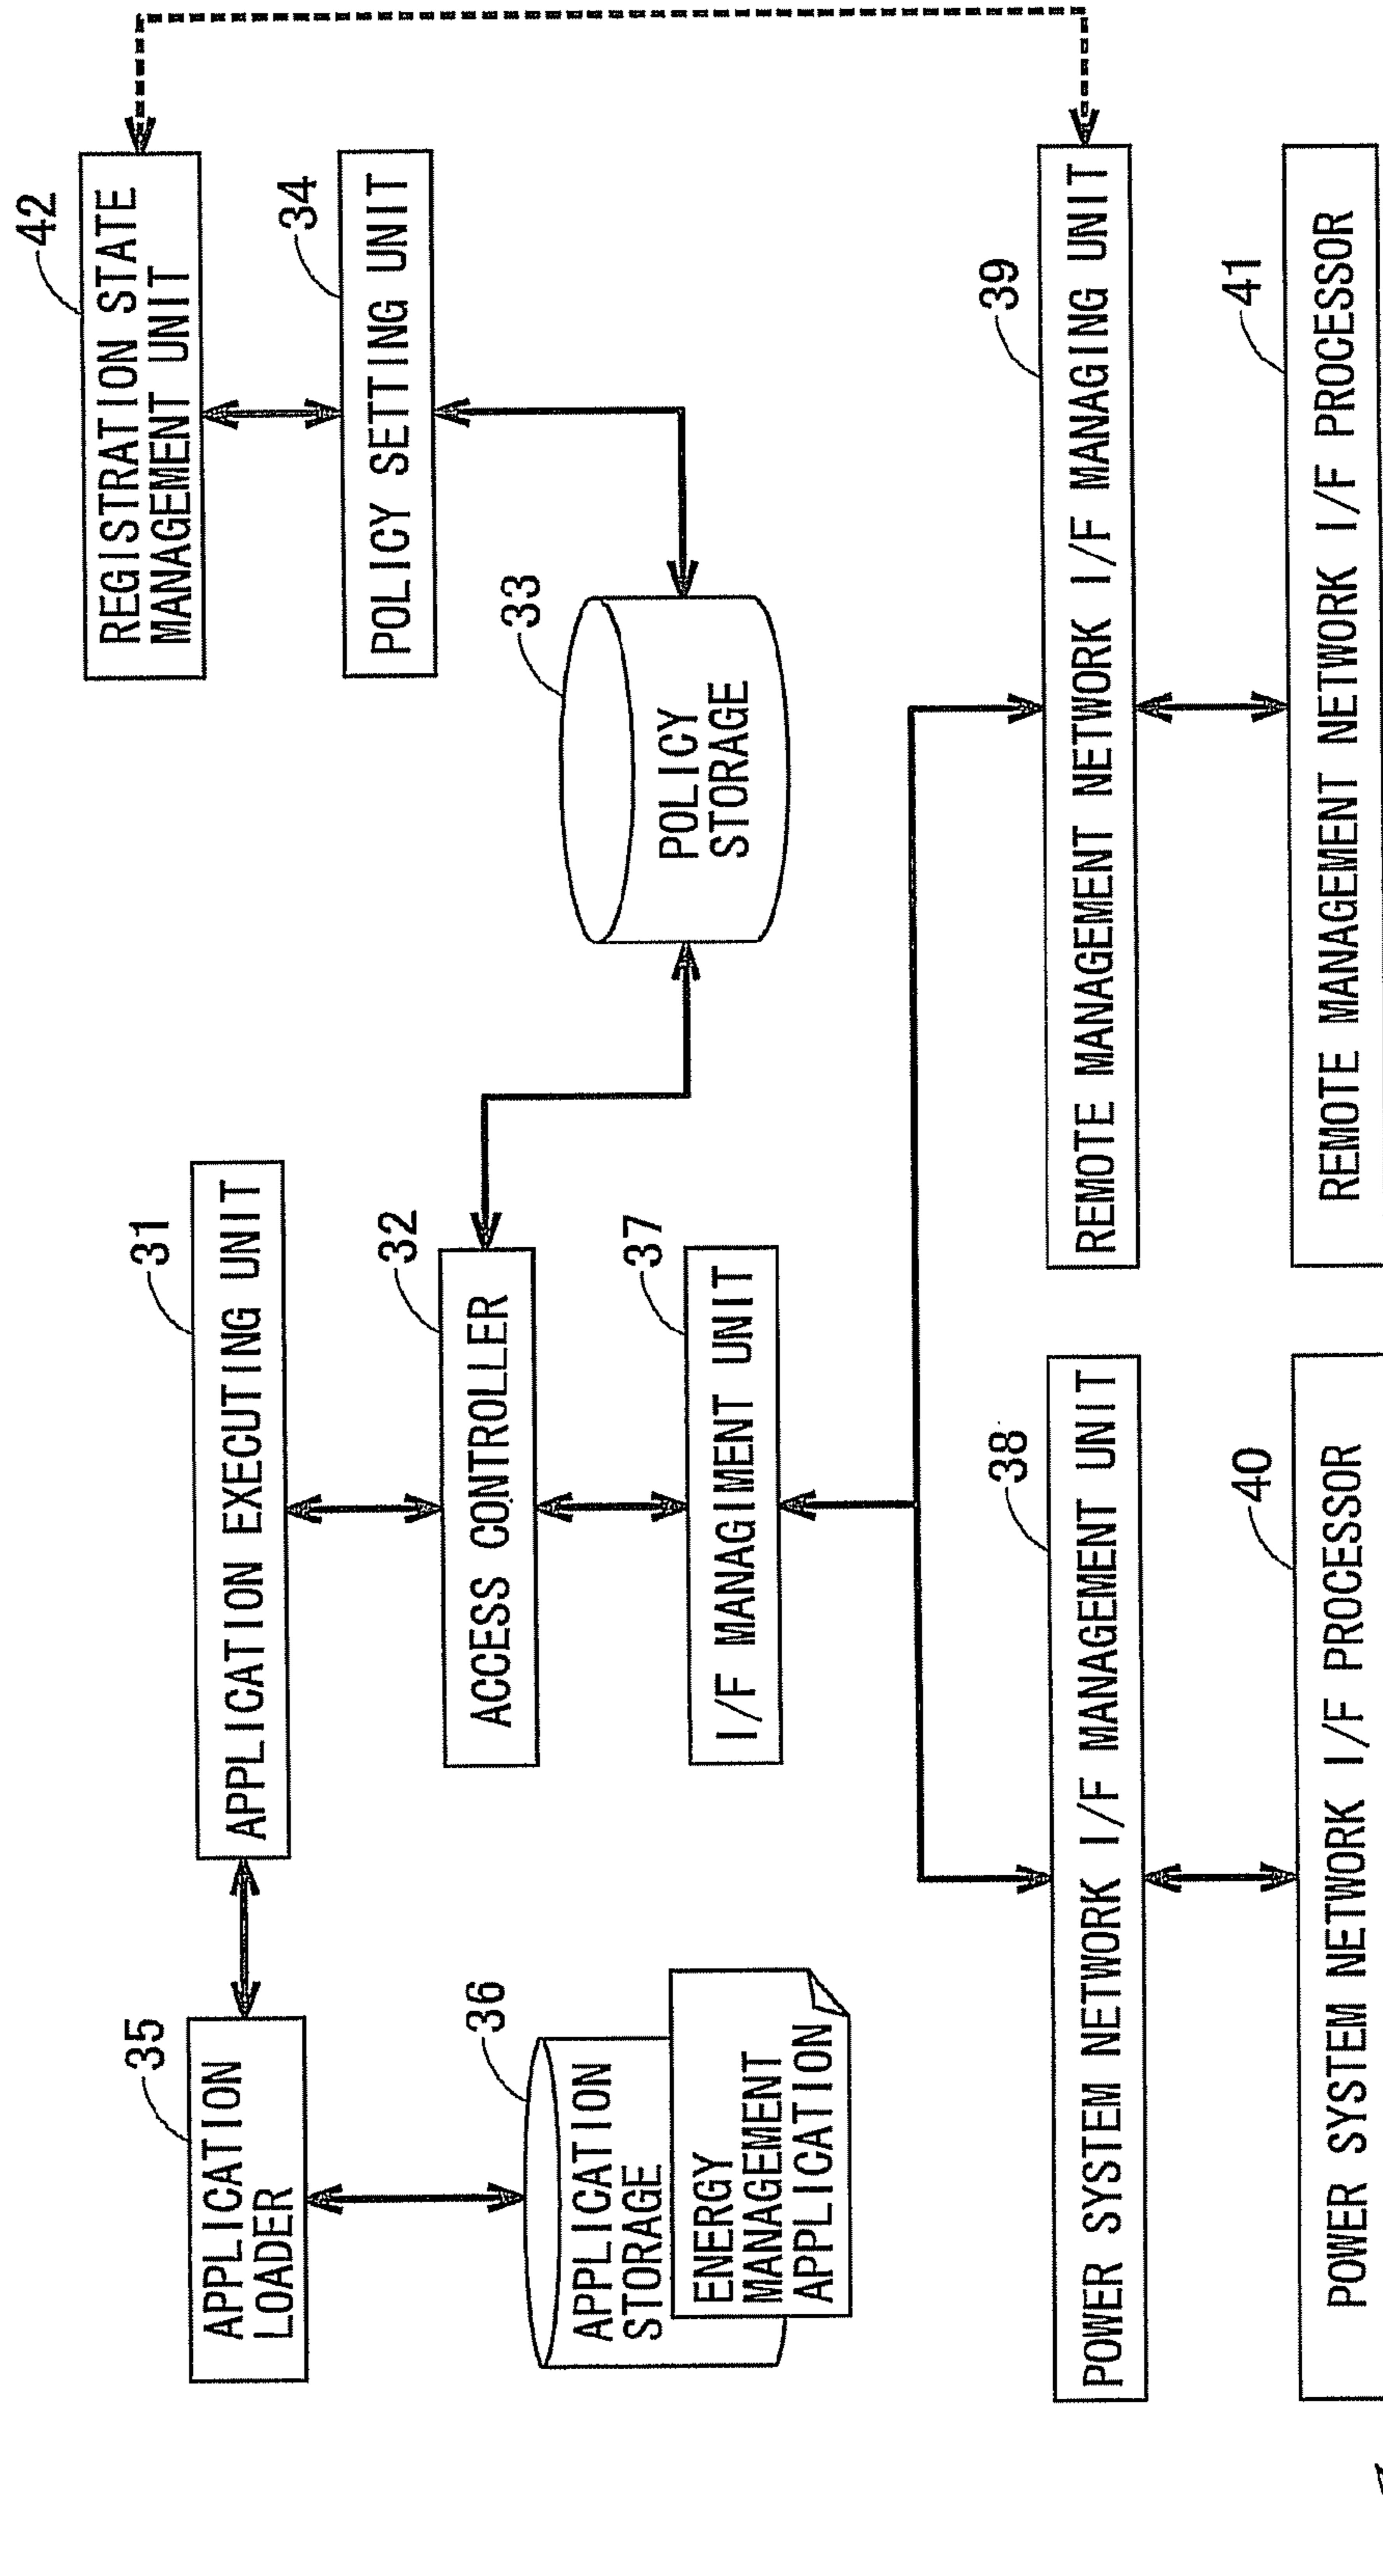 35
APPLICATION
LOADER
31
APPLICATION EXECUTING UNIT
42
REGISTRATION STATE
MANAGEMENT UNIT
36
APPLICATION
STORAGE
ENERGY
MANAGEMENT
APPLICATION
32
ACCESS CONTROLLER
34
POLICY SETTING UNIT
33
POLICY
STORAGE
37
I/F MANAGIMENT UNIT
38
POWER SYSTEM NETWORK I/F MANAGEMENT UNIT
39
REMOTE MANAGEMENT NETWORK I/F MANAGING UNIT
40
POWER SYSTEM NETWORK I/F PROCESSOR
41
REMOTE MANAGEMENT NETWORK I/F PROCESSOR